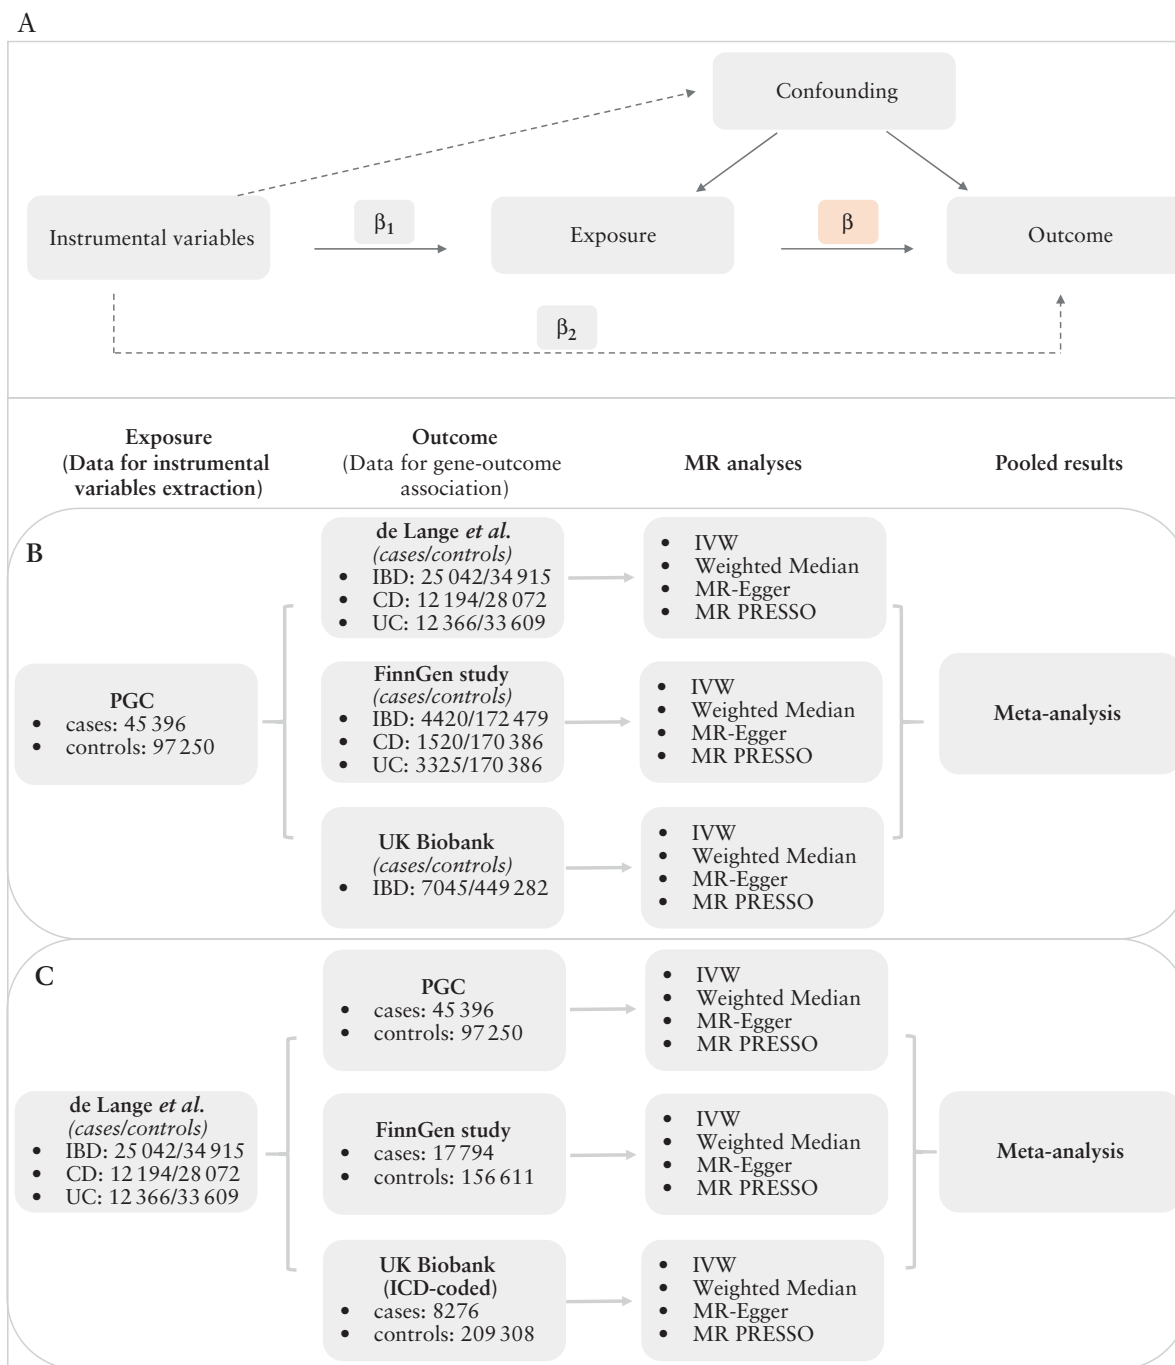 A
Confounding
Instrumental variables
β1
Exposure
β
Outcome
β2
Exposure
(Data for instrumental
variables extraction)
Outcome
(Data for gene-outcome
association)
MR analyses
Pooled results
B
PGC
• cases: 45 396
• controls: 97 250
de Lange et al.
(cases/controls)
• IBD: 25 042/34 915
• CD: 12 194/28 072
• UC: 12 366/33 609
• IVW
• Weighted Median
• MR-Egger
• MR PRESSO
FinnGen study
(cases/controls)
• IBD: 4420/172 479
• CD: 1520/170 386
• UC: 3325/170 386
• IVW
• Weighted Median
• MR-Egger
• MR PRESSO
UK Biobank
(cases/controls)
• IBD: 7045/449 282
• IVW
• Weighted Median
• MR-Egger
• MR PRESSO
Meta-analysis
C
de Lange et al.
(cases/controls)
• IBD: 25 042/34 915
• CD: 12 194/28 072
• UC: 12 366/33 609
PGC
• cases: 45 396
• controls: 97 250
• IVW
• Weighted Median
• MR-Egger
• MR PRESSO
FinnGen study
• cases: 17 794
• controls: 156 611
• IVW
• Weighted Median
• MR-Egger
• MR PRESSO
UK Biobank
(ICD-coded)
• cases: 8276
• controls: 209 308
• IVW
• Weighted Median
• MR-Egger
• MR PRESSO
Meta-analysis